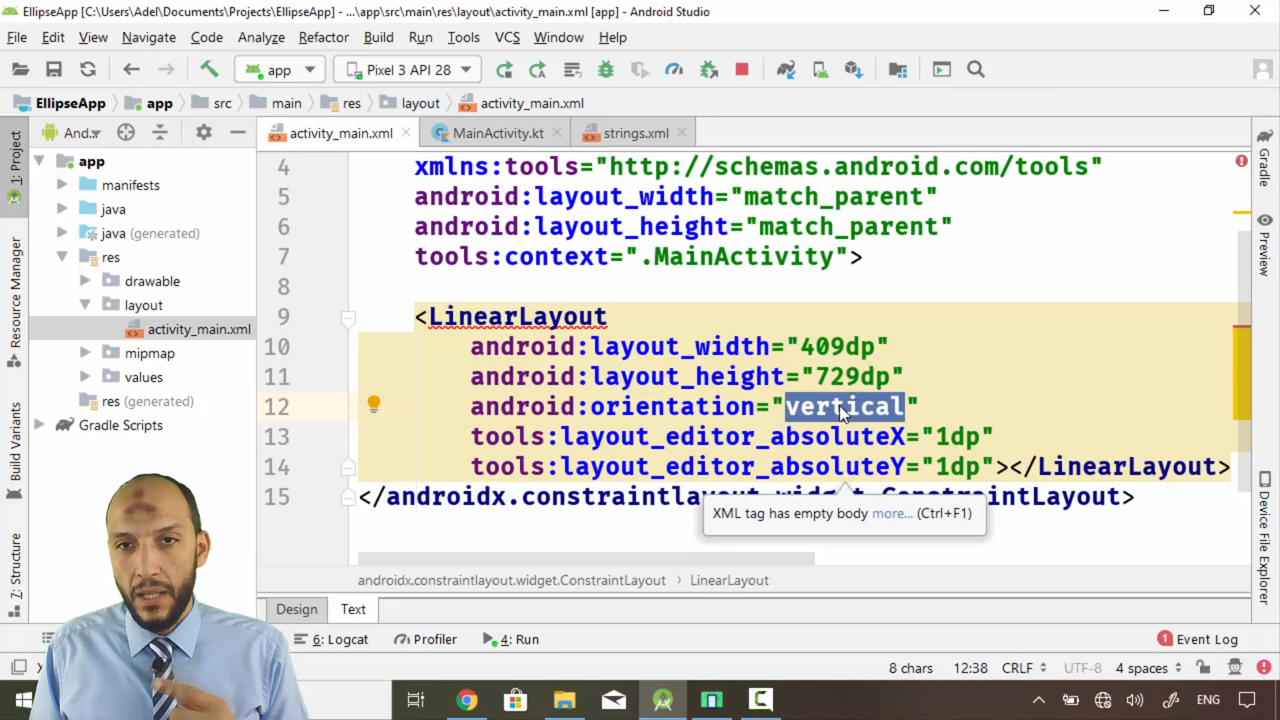 EllipseApp [C:\Users\Adel\Documents\Projects\EllipseApp] - ...\app\src\main\res\layout\activity_main.xml [app] - Android Studio
File Edit View Navigate Code Analyze Refactor Build Run Tools VCS Window Help
app Pixel 3 API 28
EllipseApp app src main res layout activity_main.xml
And.. activity_main.xml MainActivity.kt strings.xml
1: Project
Resource Manager
Build Variants
Z: Structure
app
manifests
java
java (generated)
res
drawable
layout
activity_main.xml
mipmap
values
res (generated)
Gradle Scripts
4 xmlns:tools="http://schemas.android.com/tools"
5 android:layout_width="match_parent"
6 android:layout_height="match_parent"
7 tools:context=".MainActivity">
8
9 <LinearLayout
10 android:layout_width="409dp"
11 android:layout_height="729dp"
12 android:orientation="vertical"
13 tools:layout_editor_absoluteX="1dp"
14 tools:layout_editor_absoluteY="1dp"></LinearLayout>
15 </androidx.constraintlayout.widget.ConstraintLayout>
XML tag has empty body more... (Ctrl+F1)
androidx.constraintlayout.widget.ConstraintLayout › LinearLayout
Design Text
Gradle
Preview
Device File Explorer
6: Logcat Profiler 4: Run 1 Event Log
8 chars 12:38 CRLF UTF-8 4 spaces
ENG